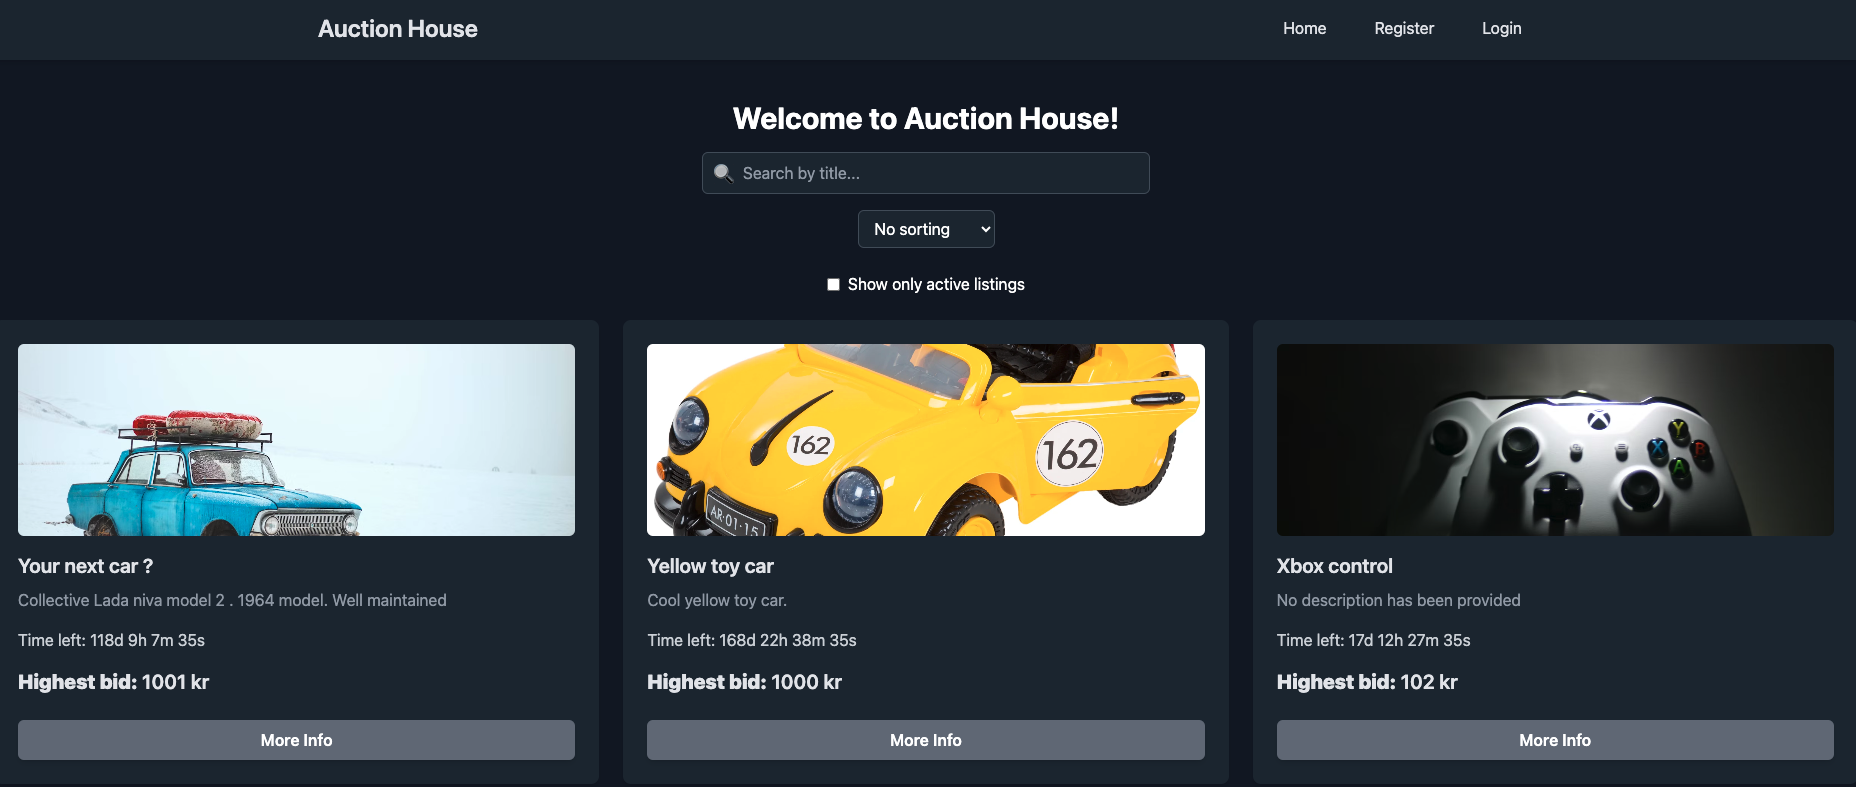 Auction House
Home
Register
Login
Welcome to Auction House!
Search by title...
No sorting
Show only active listings
162
162
AR-01-15
Y
X
B
A
Your next car ?
Collective Lada niva model 2 . 1964 model. Well maintained
Time left: 118d 9h 7m 35s
Highest bid: 1001 kr
More Info
Yellow toy car
Cool yellow toy car.
Time left: 168d 22h 38m 35s
Highest bid: 1000 kr
More Info
Xbox control
No description has been provided
Time left: 17d 12h 27m 35s
Highest bid: 102 kr
More Info